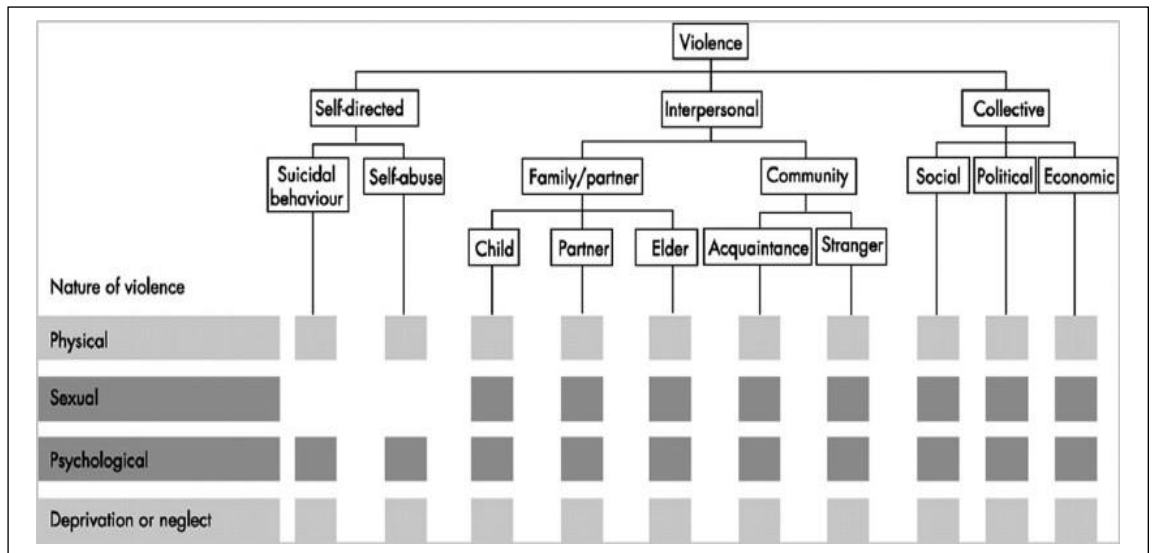 Violence
Self-directed
Interpersonal
Collective
Suicidal
behaviour
Self-abuse
Family/partner
Community
Social
Political
Economic
Child
Partner
Elder
Acquaintance
Stranger
Nature of violence
Physical
Sexual
Psychological
Deprivation or neglect